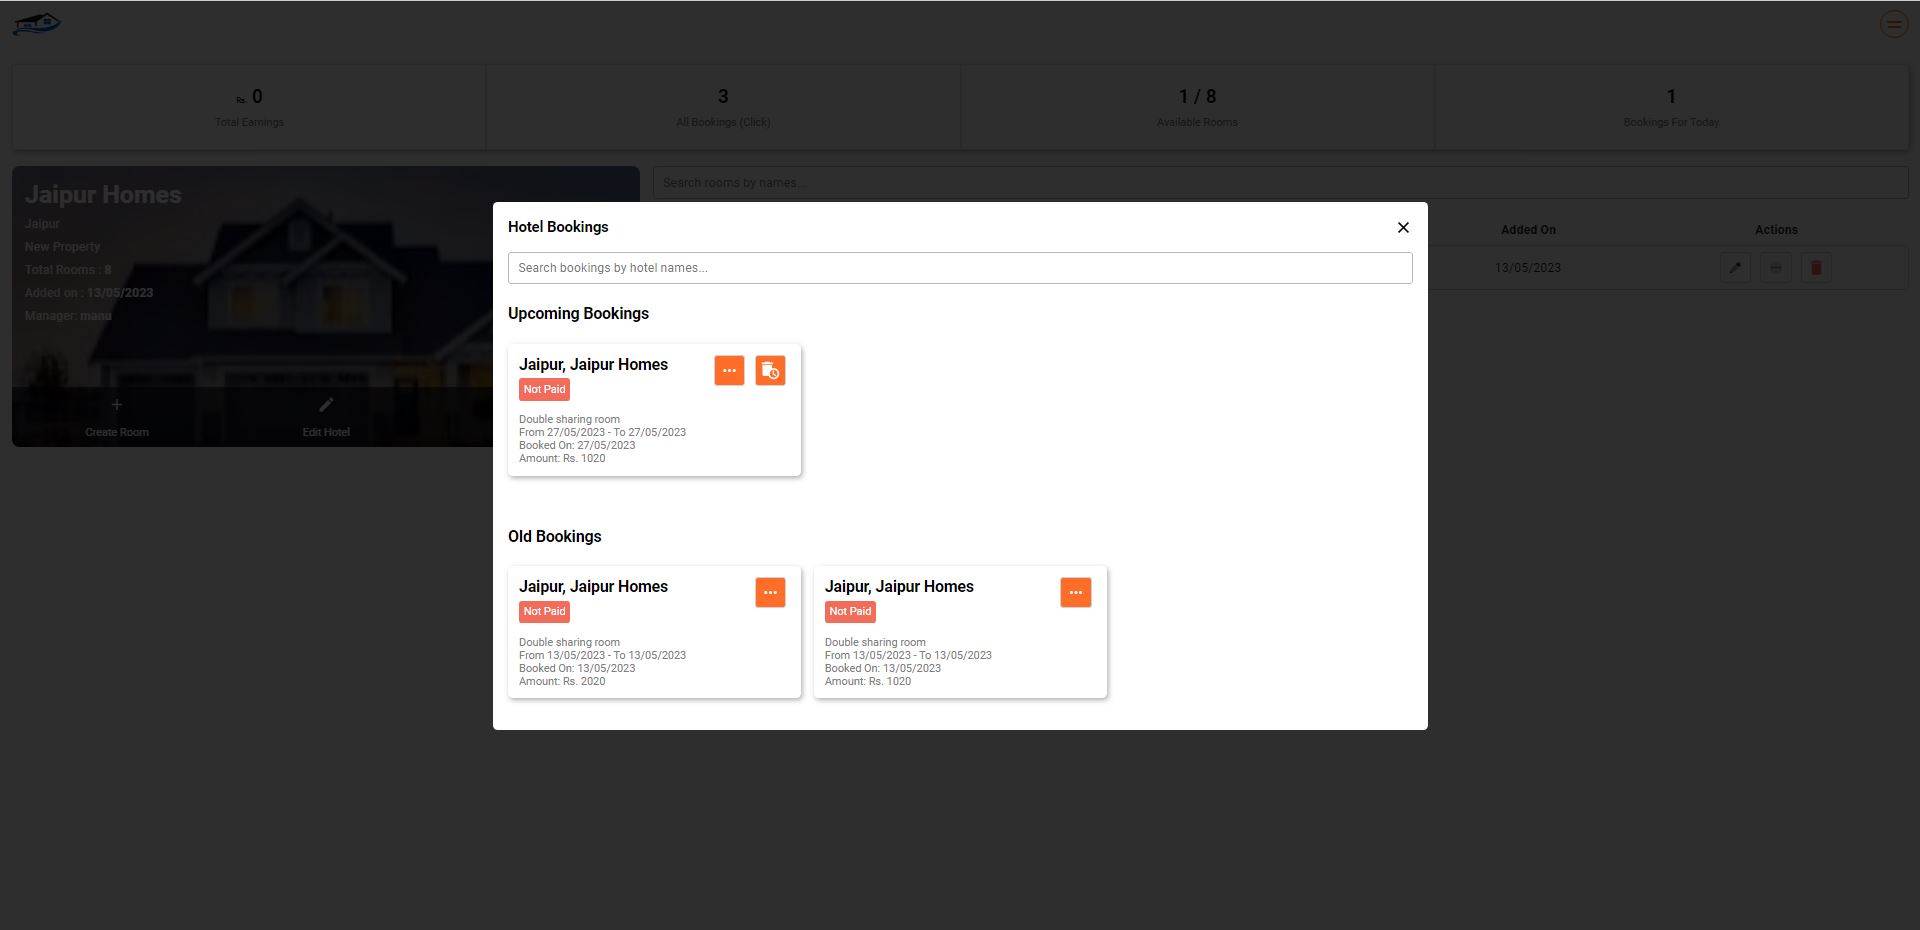 Rs. 0
Total Earnings
3
All Bookings (Click)
1 / 8
Available Rooms
1
Bookings For Today
Jaipur Homes
Jaipur
New Property
Total Rooms : 8
Added on : 13/05/2023
Manager: manu
Create Room
Edit Hotel
Search rooms by names...
Added On
Actions
13/05/2023
Hotel Bookings
Search bookings by hotel names...
Upcoming Bookings
Jaipur, Jaipur Homes
Not Paid
Double sharing room
From 27/05/2023 - To 27/05/2023
Booked On: 27/05/2023
Amount: Rs. 1020
Old Bookings
Jaipur, Jaipur Homes
Not Paid
Double sharing room
From 13/05/2023 - To 13/05/2023
Booked On: 13/05/2023
Amount: Rs. 2020
Jaipur, Jaipur Homes
Not Paid
Double sharing room
From 13/05/2023 - To 13/05/2023
Booked On: 13/05/2023
Amount: Rs. 1020